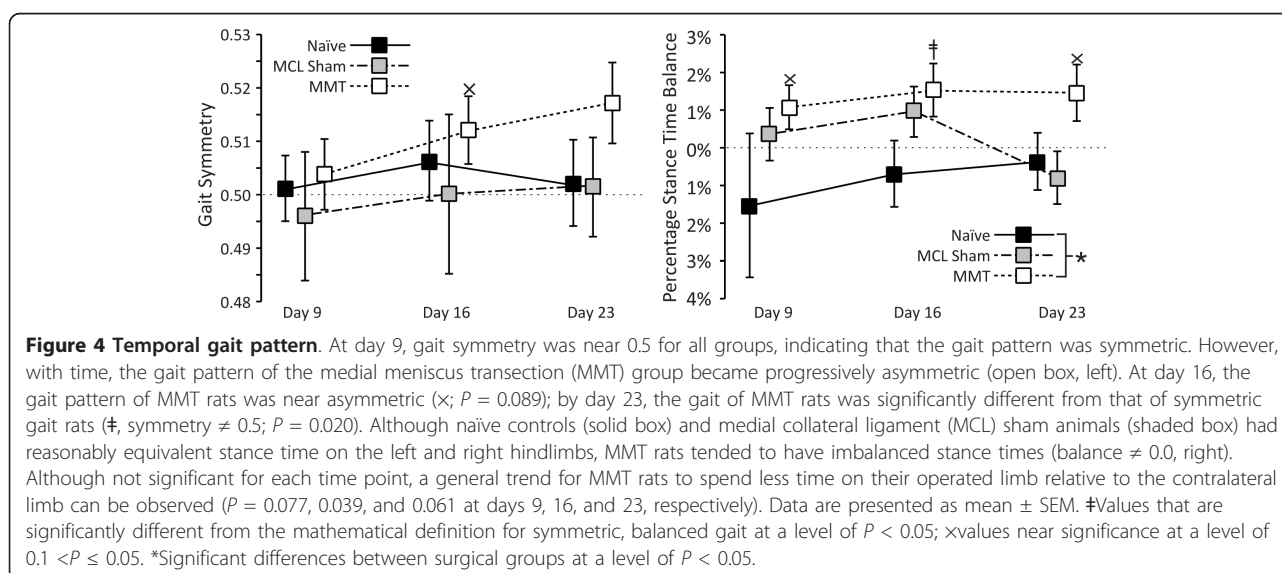 0.53
0.52
0.51
0.50
0.49
0.48
Gait Symmetry
Naïve
MCL Sham
MMT
×
Day 9
Day 16
Day 23
3%
2%
1%
0%
1%
2%
3%
4%
Percentage Stance Time Balance
×
‡
×
Naïve
MCL Sham
MMT
*
Day 9
Day 16
Day 23
Figure 4 Temporal gait pattern. At day 9, gait symmetry was near 0.5 for all groups, indicating that the gait pattern was symmetric. However,
with time, the gait pattern of the medial meniscus transection (MMT) group became progressively asymmetric (open box, left). At day 16, the
gait pattern of MMT rats was near asymmetric (×; P = 0.089); by day 23, the gait of MMT rats was significantly different from that of symmetric
gait rats (‡, symmetry ≠ 0.5; P = 0.020). Although naïve controls (solid box) and medial collateral ligament (MCL) sham animals (shaded box) had
reasonably equivalent stance time on the left and right hindlimbs, MMT rats tended to have imbalanced stance times (balance ≠ 0.0, right).
Although not significant for each time point, a general trend for MMT rats to spend less time on their operated limb relative to the contralateral
limb can be observed (P = 0.077, 0.039, and 0.061 at days 9, 16, and 23, respectively). Data are presented as mean ± SEM. ‡Values that are
significantly different from the mathematical definition for symmetric, balanced gait at a level of P < 0.05; ×values near significance at a level of
0.1 <P ≤ 0.05. *Significant differences between surgical groups at a level of P < 0.05.